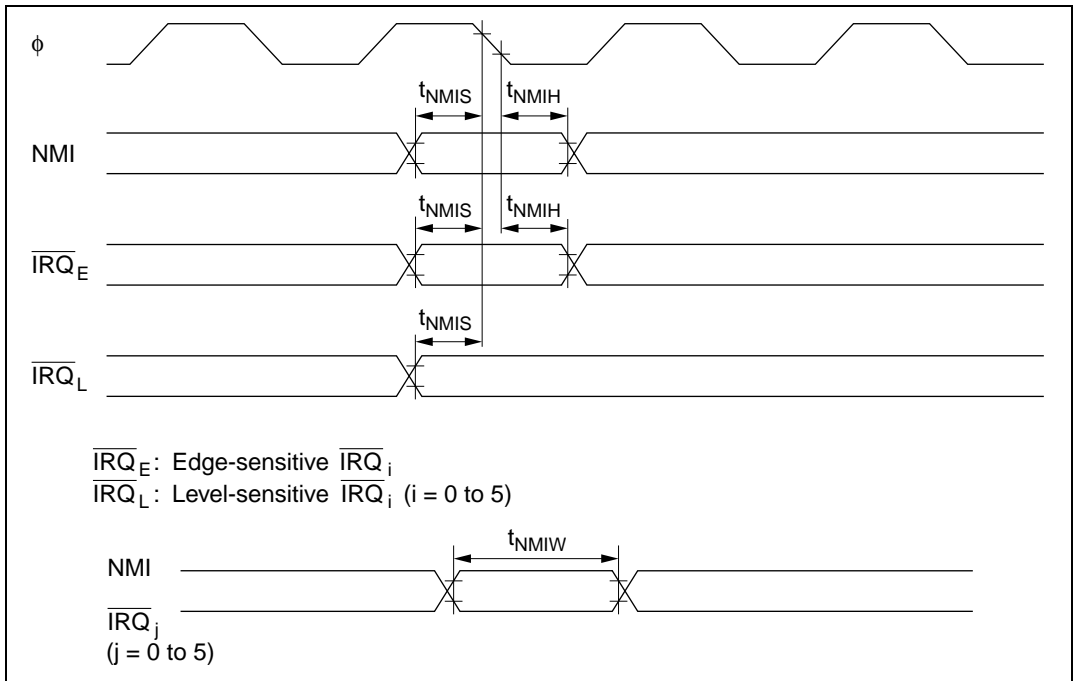 ϕ
tNMIS tNMIH
NMI
tNMIS tNMIH
IRQE
tNMIS
IRQL
IRQE: Edge-sensitive IRQi
IRQL: Level-sensitive IRQi (i = 0 to 5)
tNMIW
NMI
IRQj
(j = 0 to 5)